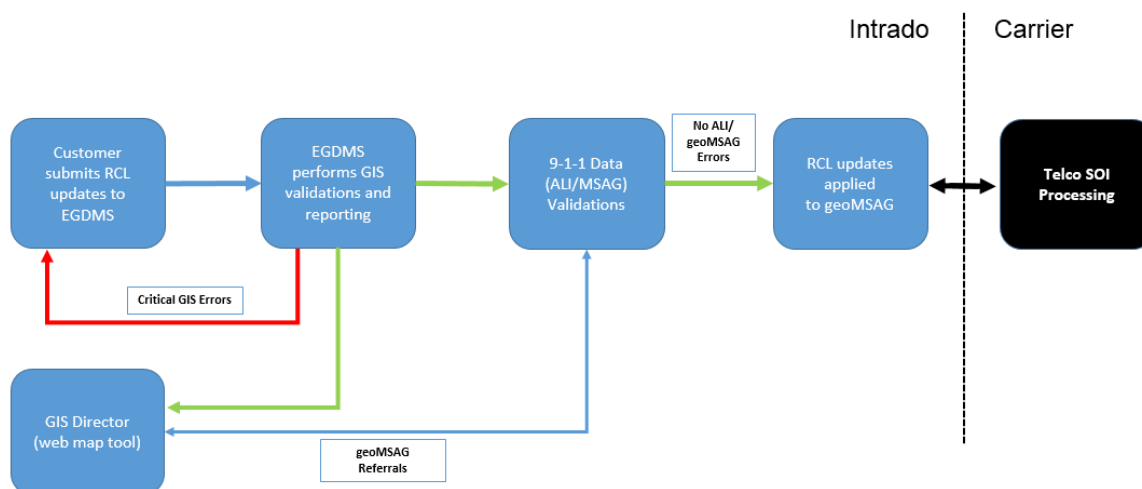 Intrado
Carrier
Customer
submits RCL
updates to
EGDMS
EGDMS
performs GIS
validations and
reporting
9-1-1 Data
(ALI/MSAG)
Validations
No ALI/
geoMSAG
Errors
RCL updates
applied
to geoMSAG
Telco SOI
Processing
Critical GIS Errors
GIS Director
(web map tool)
geoMSAG
Referrals